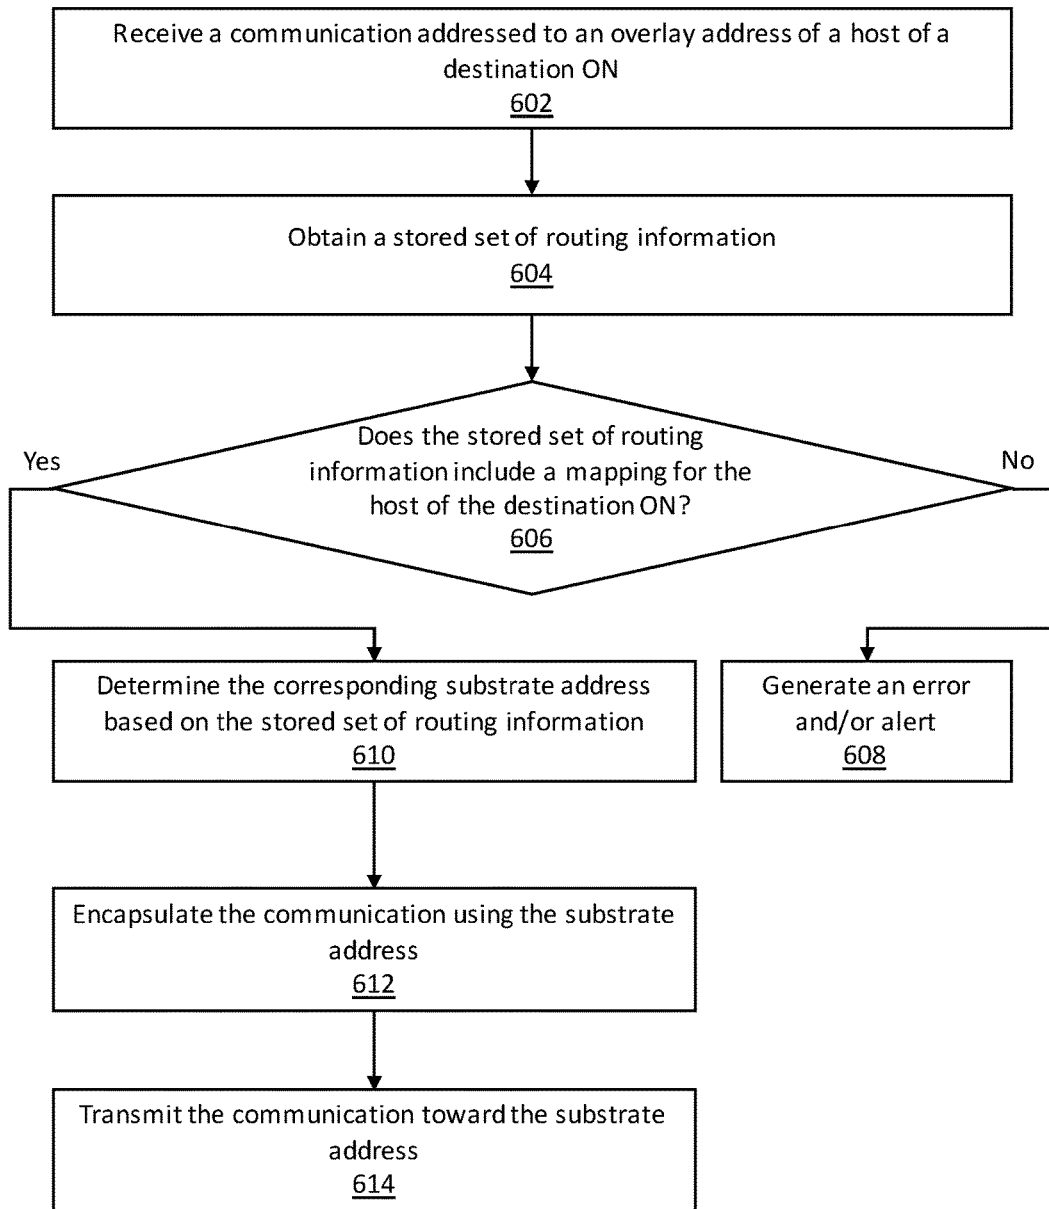 Receive a communication addressed to an overlay address of a host of a
destination ON
602
Obtain a stored set of routing information
604
Does the stored set of routing
information include a mapping for the
host of the destination ON?
606
Yes
No
Determine the corresponding substrate address
based on the stored set of routing information
610
Generate an error
and/or alert
608
Encapsulate the communication using the substrate
address
612
Transmit the communication toward the substrate
address
614